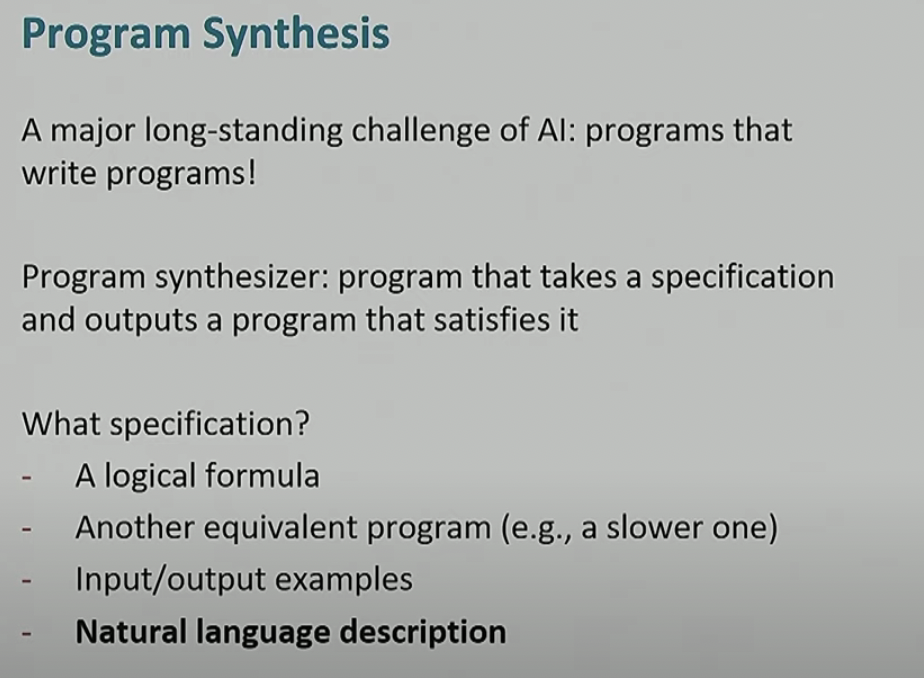 Program Synthesis
A major long-standing challenge of AI: programs that
write programs!
Program synthesizer: program that takes a specification
and outputs a program that satisfies it
What specification?
- A logical formula
- Another equivalent program (e.g., a slower one)
- Input/output examples
- Natural language description